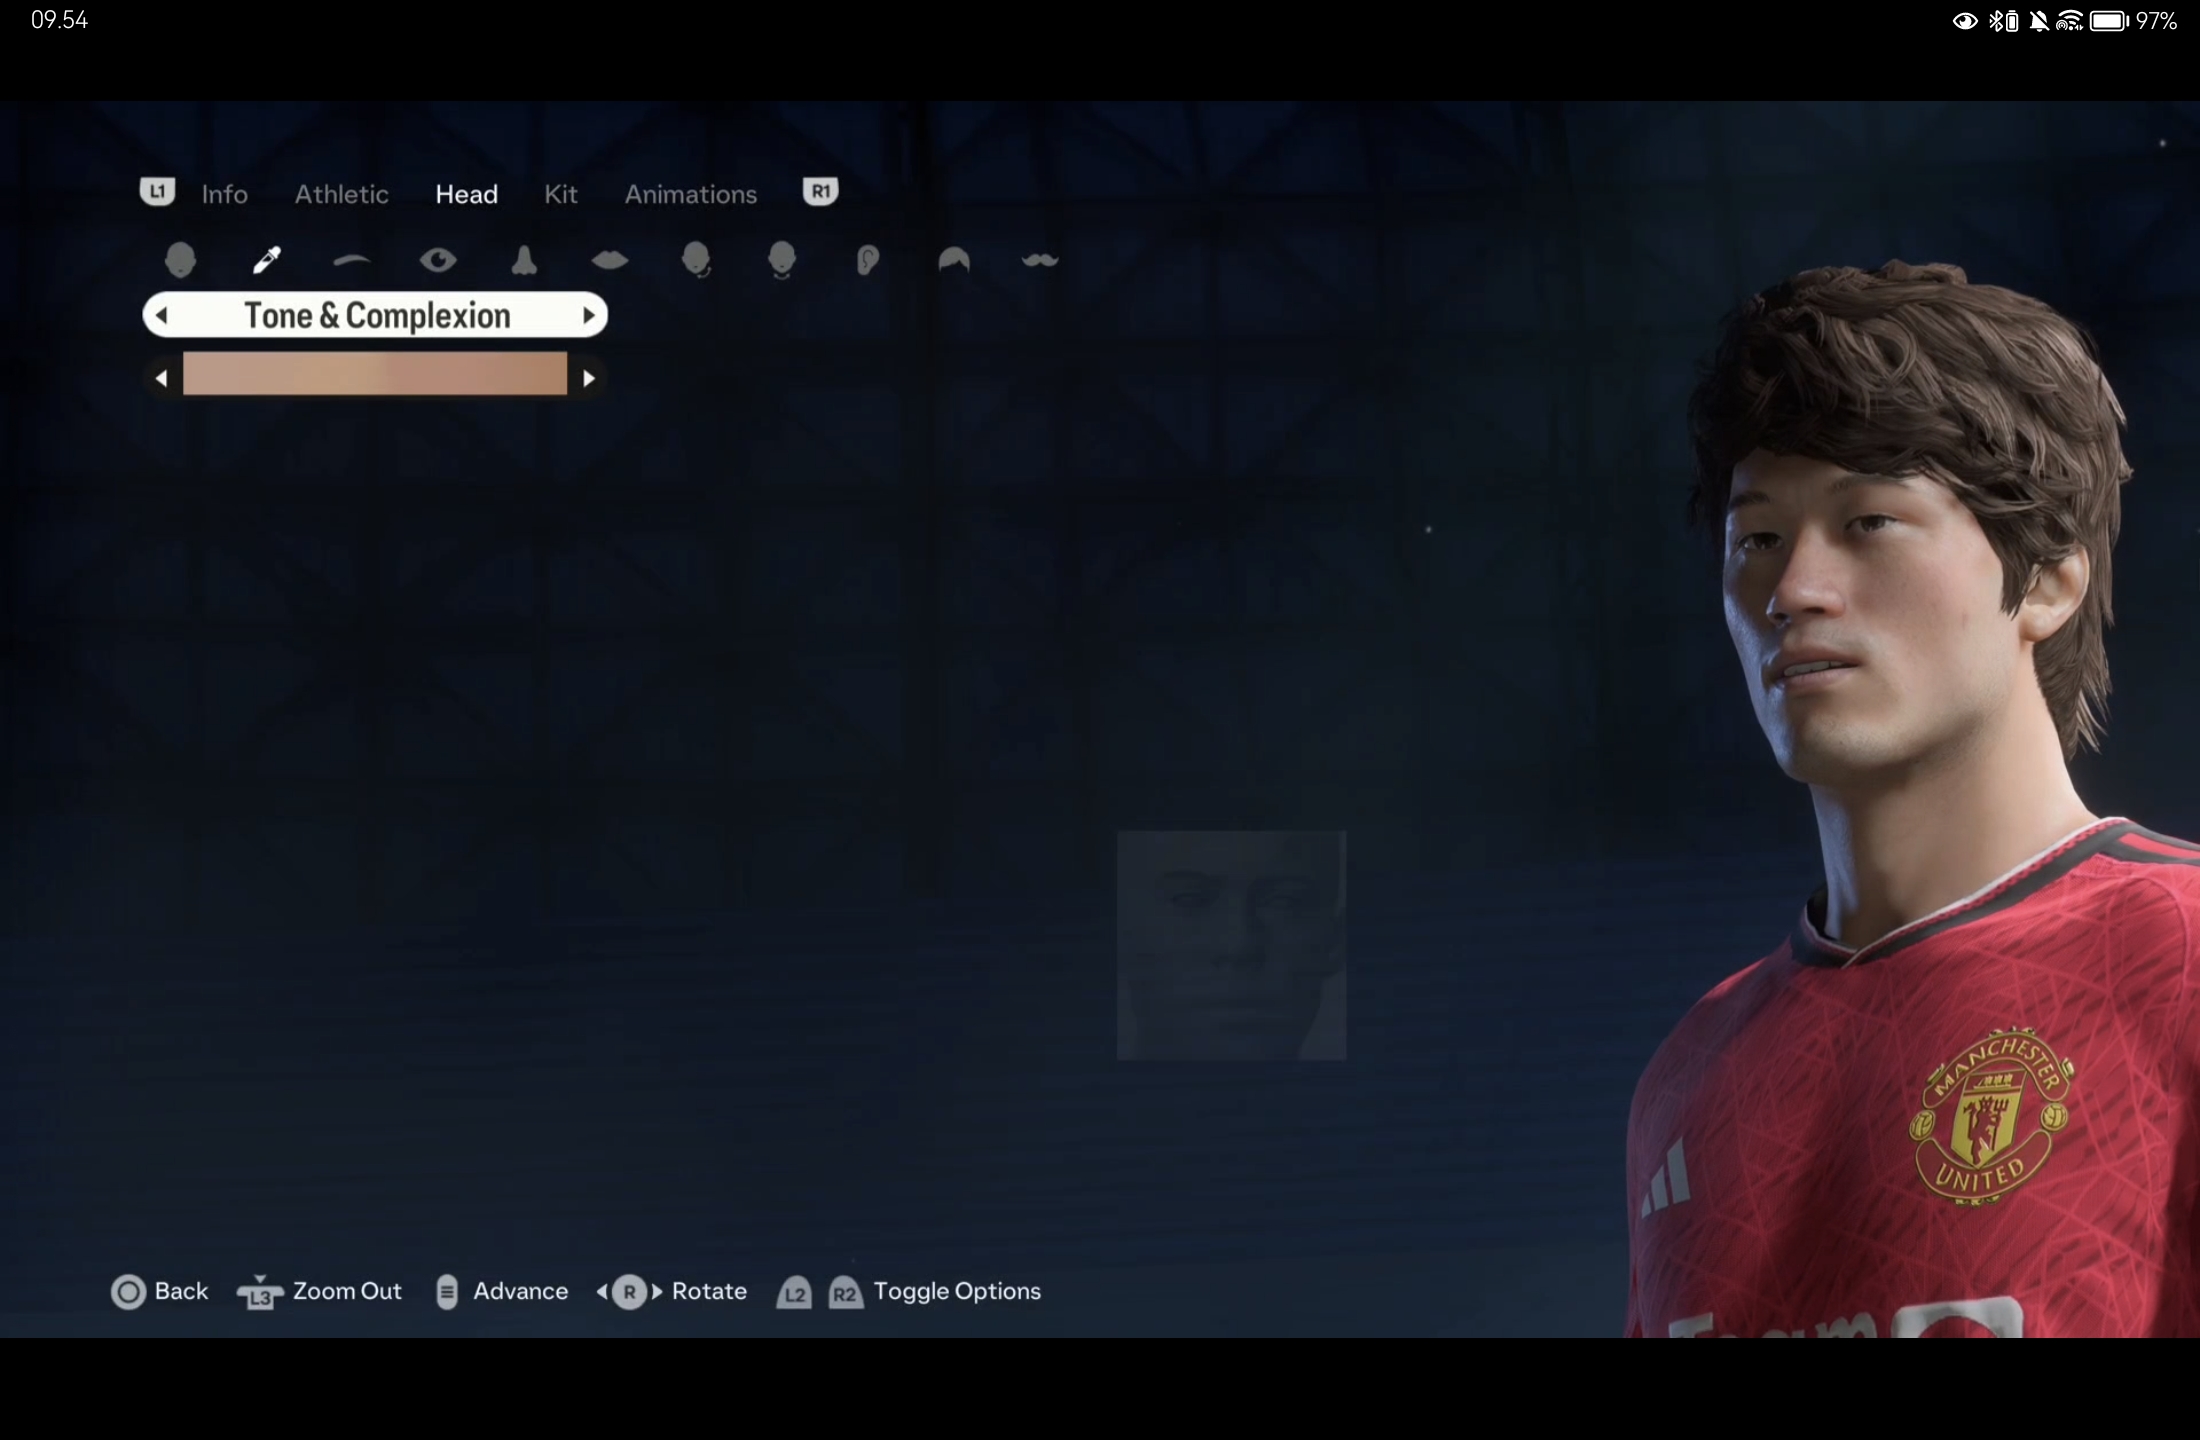 09.54
97%
L1 Info Athletic Head Kit Animations R1
Tone & Complexion
MANCHESTER
UNITED
Team
Back L3 Zoom Out Advance R Rotate L2 R2 Toggle Options